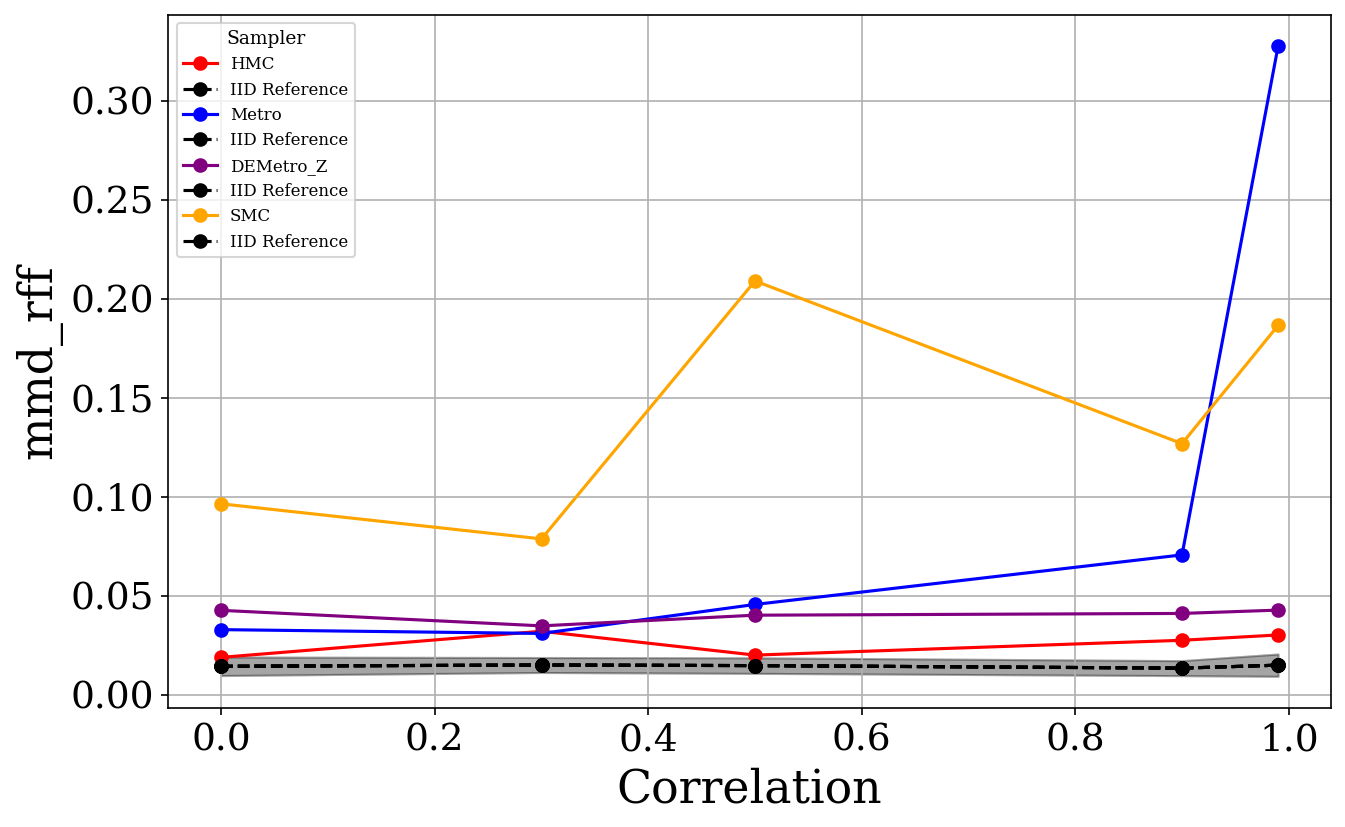 Sampler
HMC
IID Reference
Metro
IID Reference
DEMetro_Z
IID Reference
SMC
IID Reference
0.30
0.25
0.20
0.15
0.10
0.05
0.00
mmd_rff
0.0 0.2 0.4 0.6 0.8 1.0
Correlation